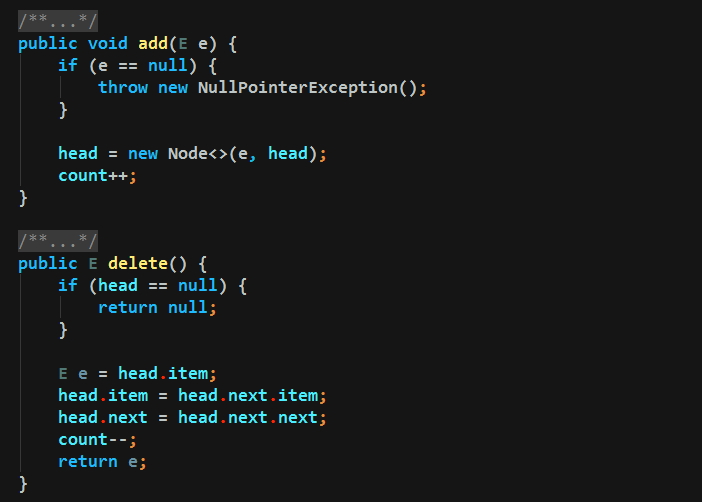 /**...*/
public void add(E e) {
    if (e == null) {
        throw new NullPointerException();
    }

    head = new Node<>(e, head);
    count++;
}

/**...*/
public E delete() {
    if (head == null) {
        return null;
    }

    E e = head.item;
    head.item = head.next.item;
    head.next = head.next.next;
    count--;
    return e;
}